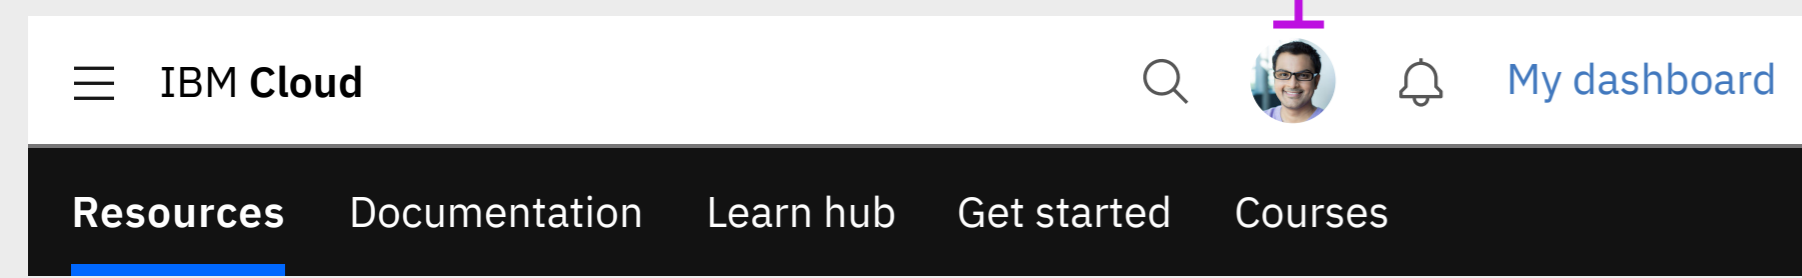 IBM Cloud
My dashboard
Resources Documentation Learn hub Get started Courses